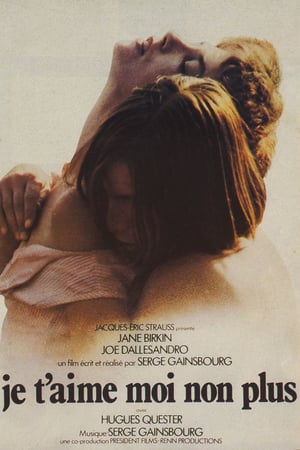 JACQUES-ERIC STRAUSS présente
JANE BIRKIN
JOE DALLESANDRO
un film écrit et réalisé par SERGE GAINSBOURG
je t'aime moi non plus
avec
HUGUES QUESTER
Musique: SERGE GAINSBOURG
une co-production PRESIDENT FILMS-RENN PRODUCTIONS